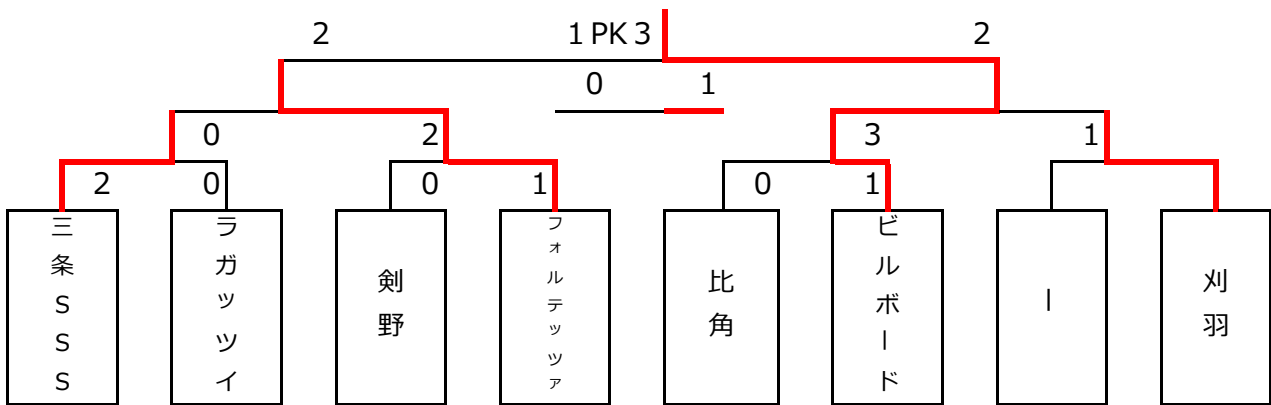 2 1 PK 3 2
0 1
0 2 3 1
2 0 0 1 0 1
三条SSS
ラガッツイ
剣野
フォルテッツァ
比角
ビルボード
ー
刈羽